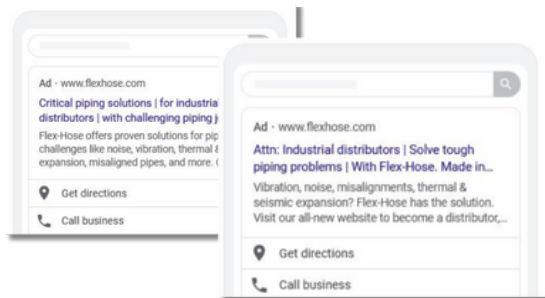 Ad · www.flexhose.com
Critical piping solutions | for industria
distributors | with challenging piping j
Flex-Hose offers proven solutions for pip
challenges like noise, vibration, thermal &
expansion, misaligned pipes, and more. (
Get directions
Call business
Ad · www.flexhose.com
Attn: Industrial distributors | Solve tough
piping problems | With Flex-Hose. Made in...
Vibration, noise, misalignments, thermal &
seismic expansion? Flex-Hose has the solution.
Visit our all-new website to become a distributor,...
Get directions
Call business